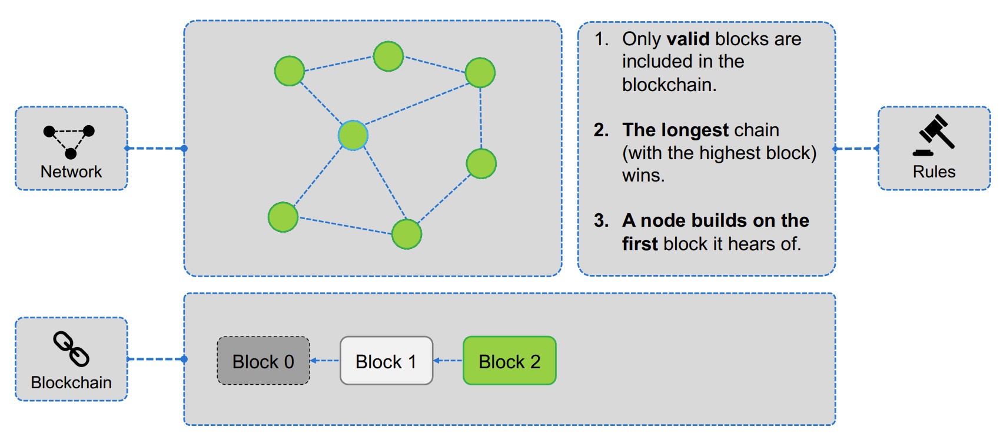 Network
1. Only valid blocks are
included in the
blockchain.
2. The longest chain
(with the highest block)
wins.
3. A node builds on the
first block it hears of.
Rules
Blockchain
Block 0
Block 1
Block 2